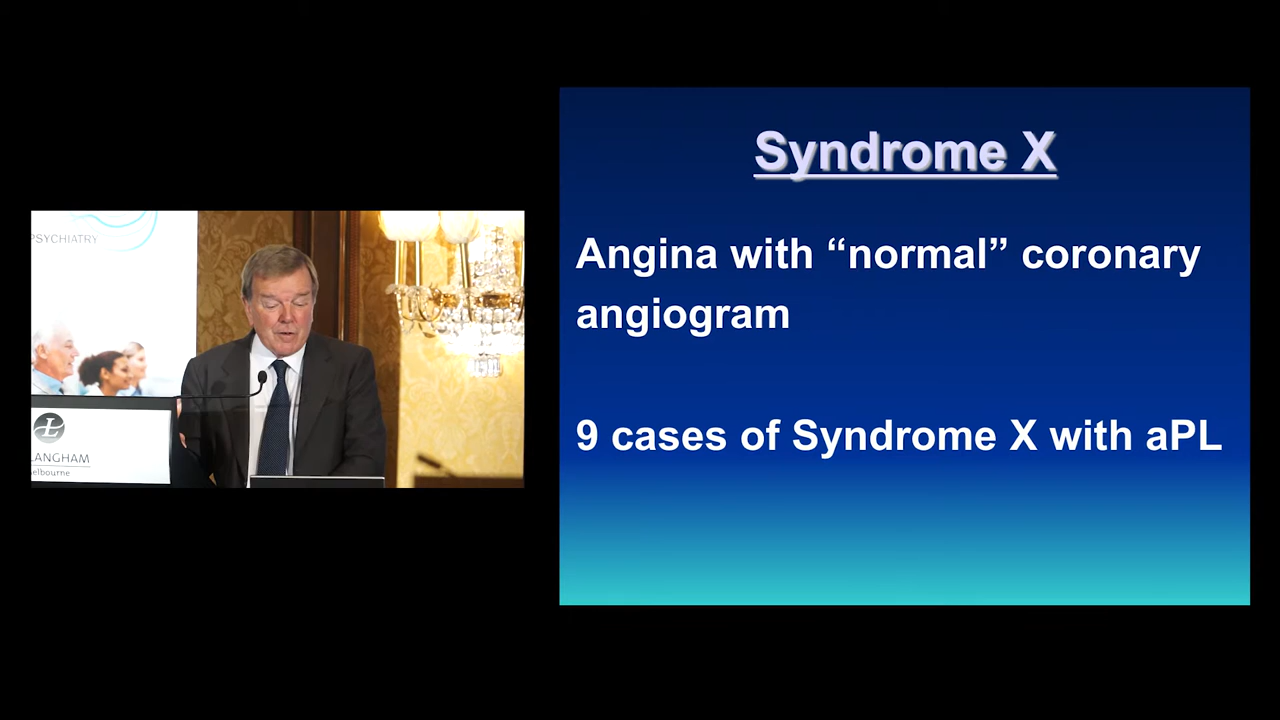 PSYCHIATRY
LANGHAM
elbourne
Syndrome X
Angina with “normal” coronary
angiogram
9 cases of Syndrome X with aPL